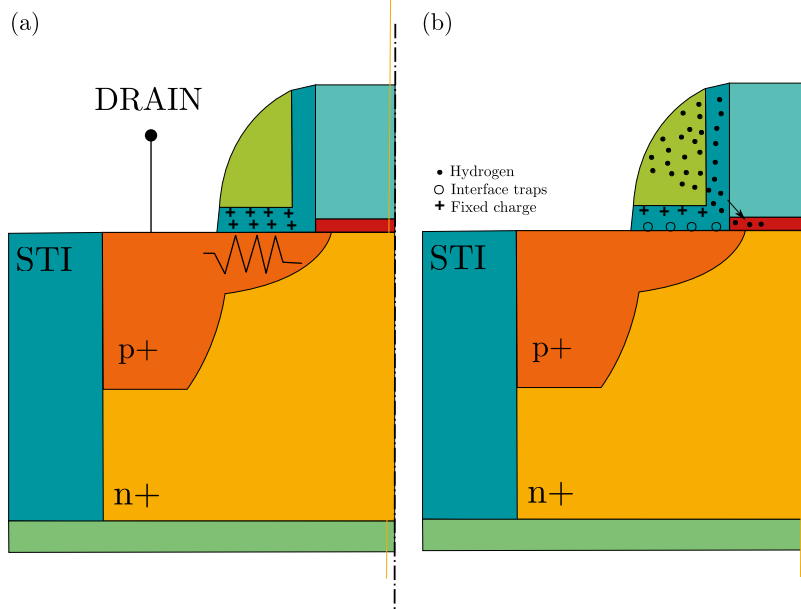 (a)
DRAIN
STI
p+
n+
(b)
Hydrogen
Interface traps
Fixed charge
STI
p+
n+